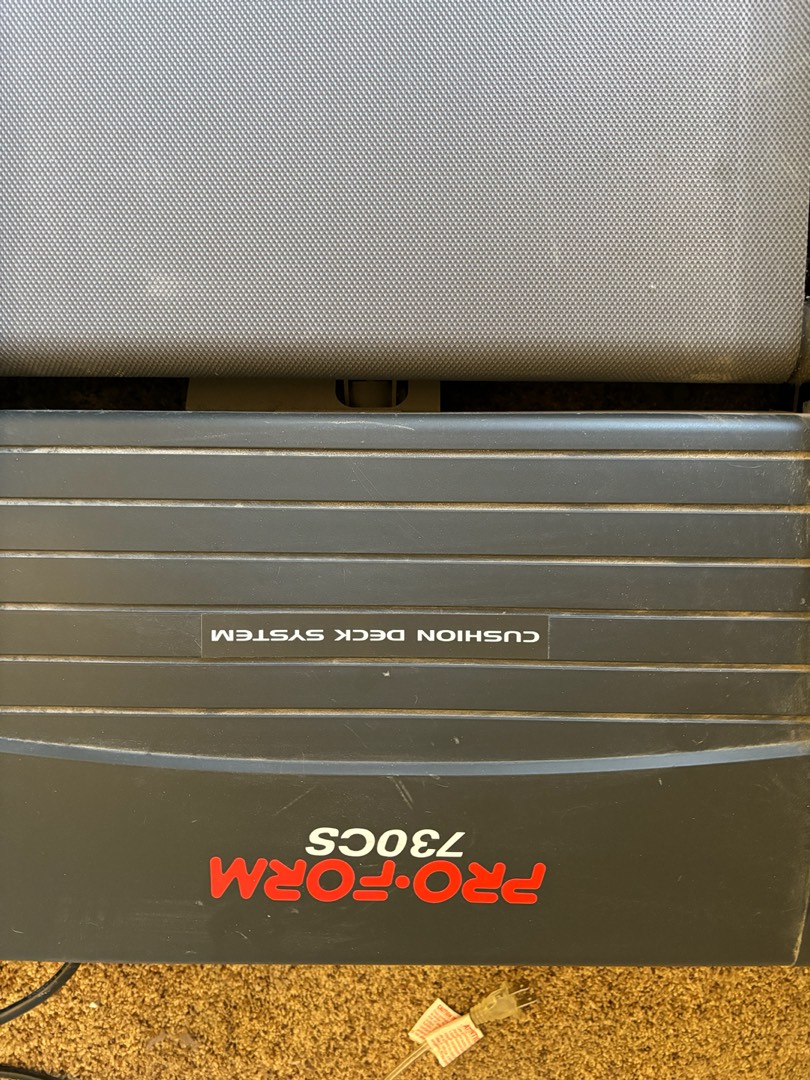 PRO-FORM
730CS
CUSHION DECK SYSTEM